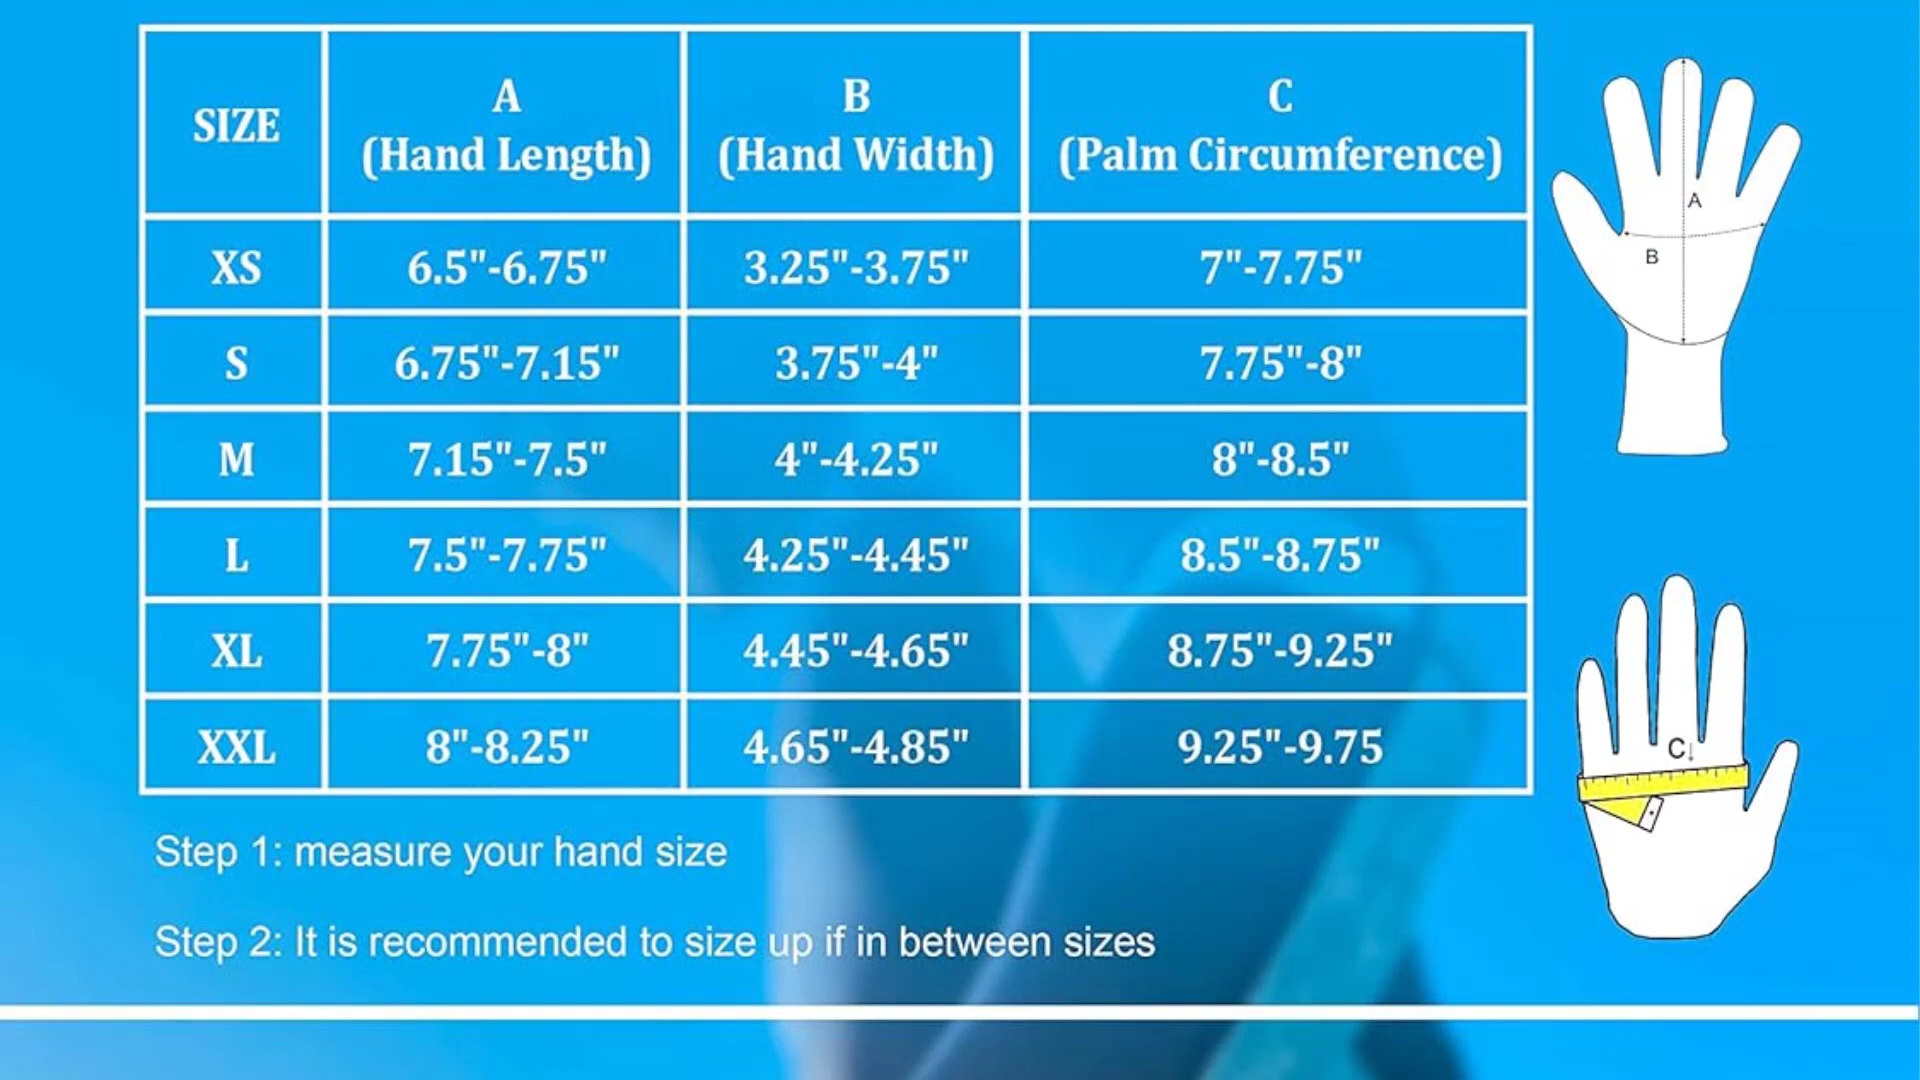 SIZE
A
(Hand Length)
B
(Hand Width)
C
(Palm Circumference)
XS
6.5"-6.75"
3.25"-3.75"
7"-7.75"
S
6.75"-7.15"
3.75"-4"
7.75"-8"
M
7.15"-7.5"
4"-4.25"
8"-8.5"
L
7.5"-7.75"
4.25"-4.45"
8.5"-8.75"
XL
7.75"-8"
4.45"-4.65"
8.75"-9.25"
XXL
8"-8.25"
4.65"-4.85"
9.25"-9.75
Step 1: measure your hand size
Step 2: It is recommended to size up if in between sizes
A
B
C